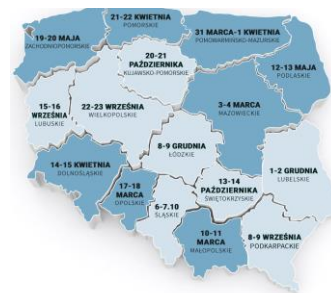 21-22 KWIETNIA
POMORSKIE
31 MARCA-1 KWIETNIA
POMOWARMIŃSKO-MAZURSKIE
19-20 MAJA
ZACHODNIOPOMORSKIE
20-21
PAŹDZIERNIKA
KUJAWSKO-POMORSKIE
12-13 MAJA
PODLASKIE
15-16
WRZEŚNIA
LUBUSKIE
22-23 WRZEŚNIA
WIELKOPOLSKIE
3-4 MARCA
MAZOWIECKIE
8-9 GRUDNIA
ŁÓDZKIE
14-15 KWIETNIA
DOLNOŚLĄSKIE
1-2 GRUDNIA
LUBELSKIE
17-18
MARCA
OPOLSKIE
13-14
PAŹDZIERNIKA
ŚWIĘTOKRZYSKIE
6-7.10
ŚLĄSKIE
10-11
MARCA
MAŁOPOLSKIE
8-9 WRZEŚNIA
PODKARPACKIE